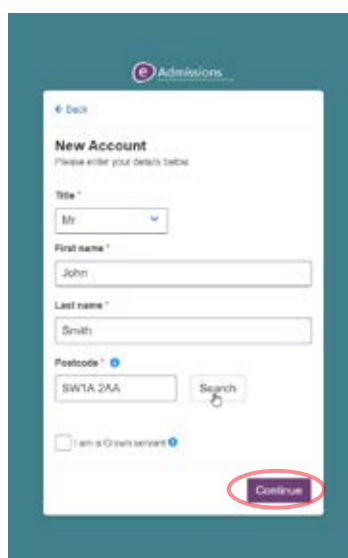 e Admissions
Back
New Account
Please enter your details below
Title *
Mr
First name *
John
Last name *
Smith
Postcode *
SW1A 2AA Search
I am a Crown servant
Continue